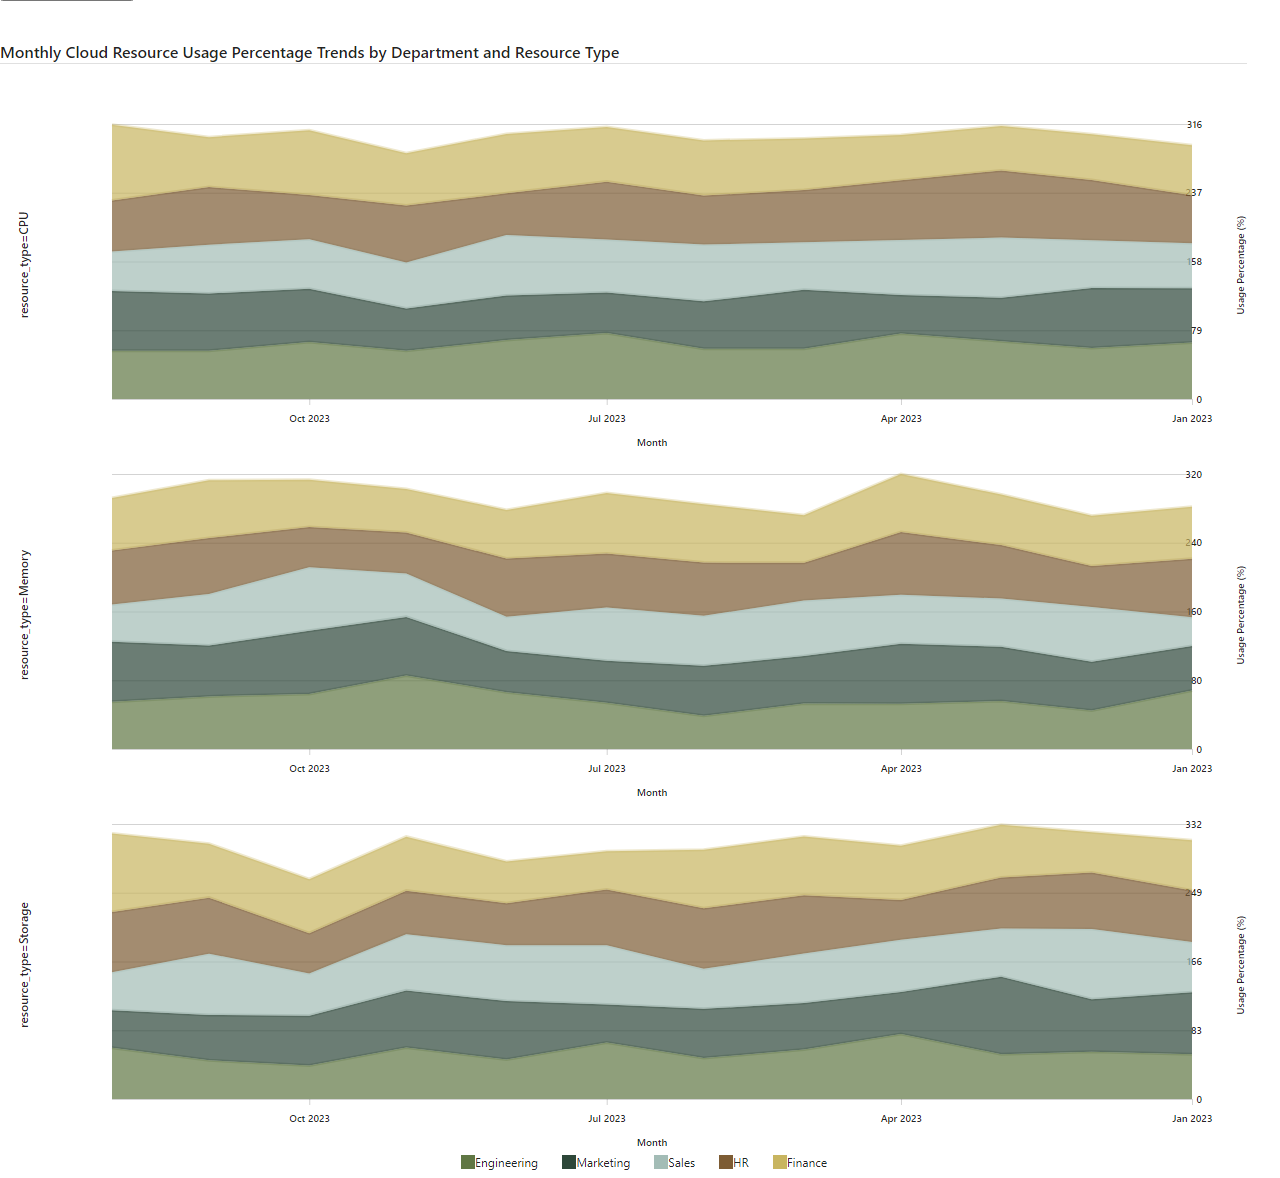 Monthly Cloud Resource Usage Percentage Trends by Department and Resource Type
resource_type=CPU
316
237
158
79
0
Usage Percentage (%)
Oct 2023
Jul 2023
Apr 2023
Jan 2023
Month
resource_type=Memory
320
240
160
80
0
Usage Percentage (%)
Oct 2023
Jul 2023
Apr 2023
Jan 2023
Month
resource_type=Storage
332
249
166
83
0
Usage Percentage (%)
Oct 2023
Jul 2023
Apr 2023
Jan 2023
Month
Engineering Marketing Sales HR Finance